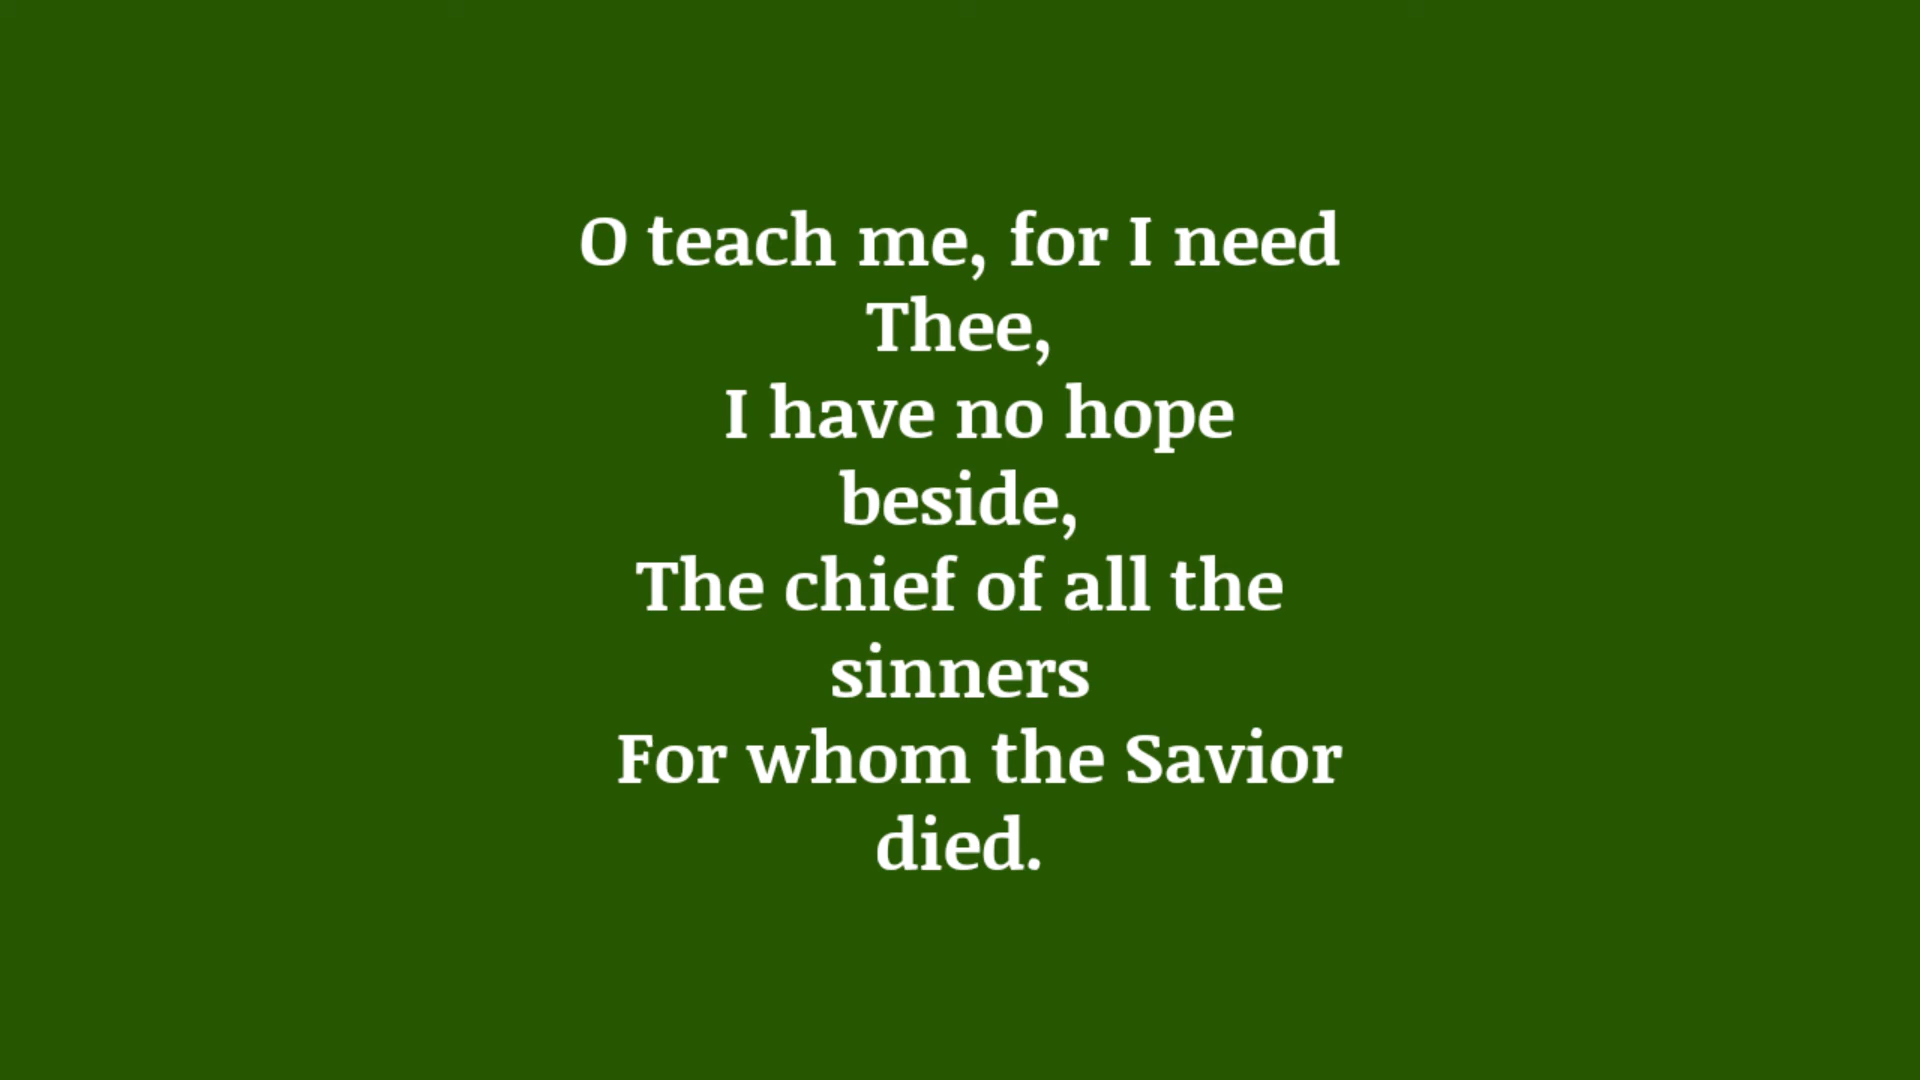 O teach me, for I need
Thee,
I have no hope
beside,
The chief of all the
sinners
For whom the Savior
died.